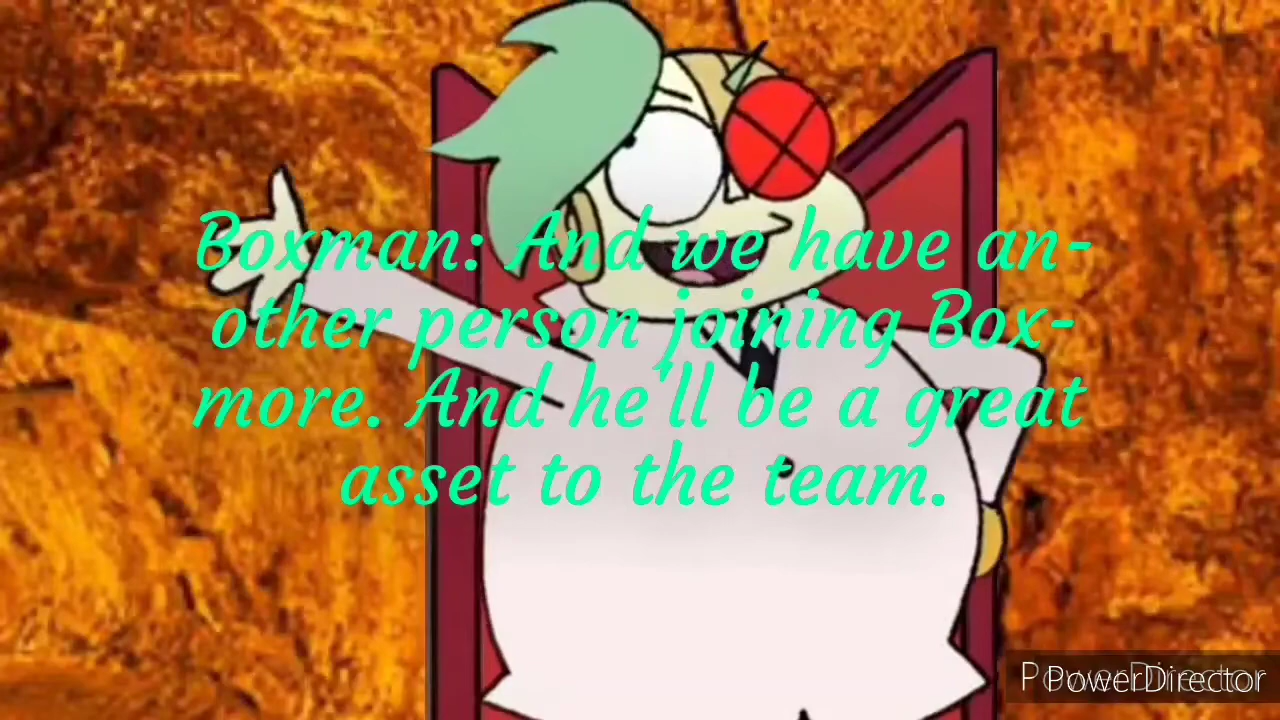 Boxman: And we have an-
other person joining Box-
more. And he'll be a great
asset to the team.
PowerDirector
PowerDirector